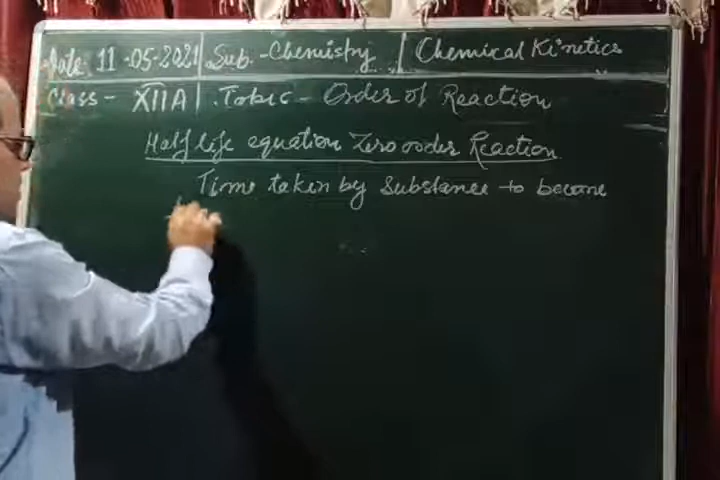 Date: 11-05-2021 | Sub.-Chemistry | Chemical Kinetics
Class- XIIA | . Tobic - Order of Reaction
Half life equation Zero order Reaction
Time taken by Substance to become